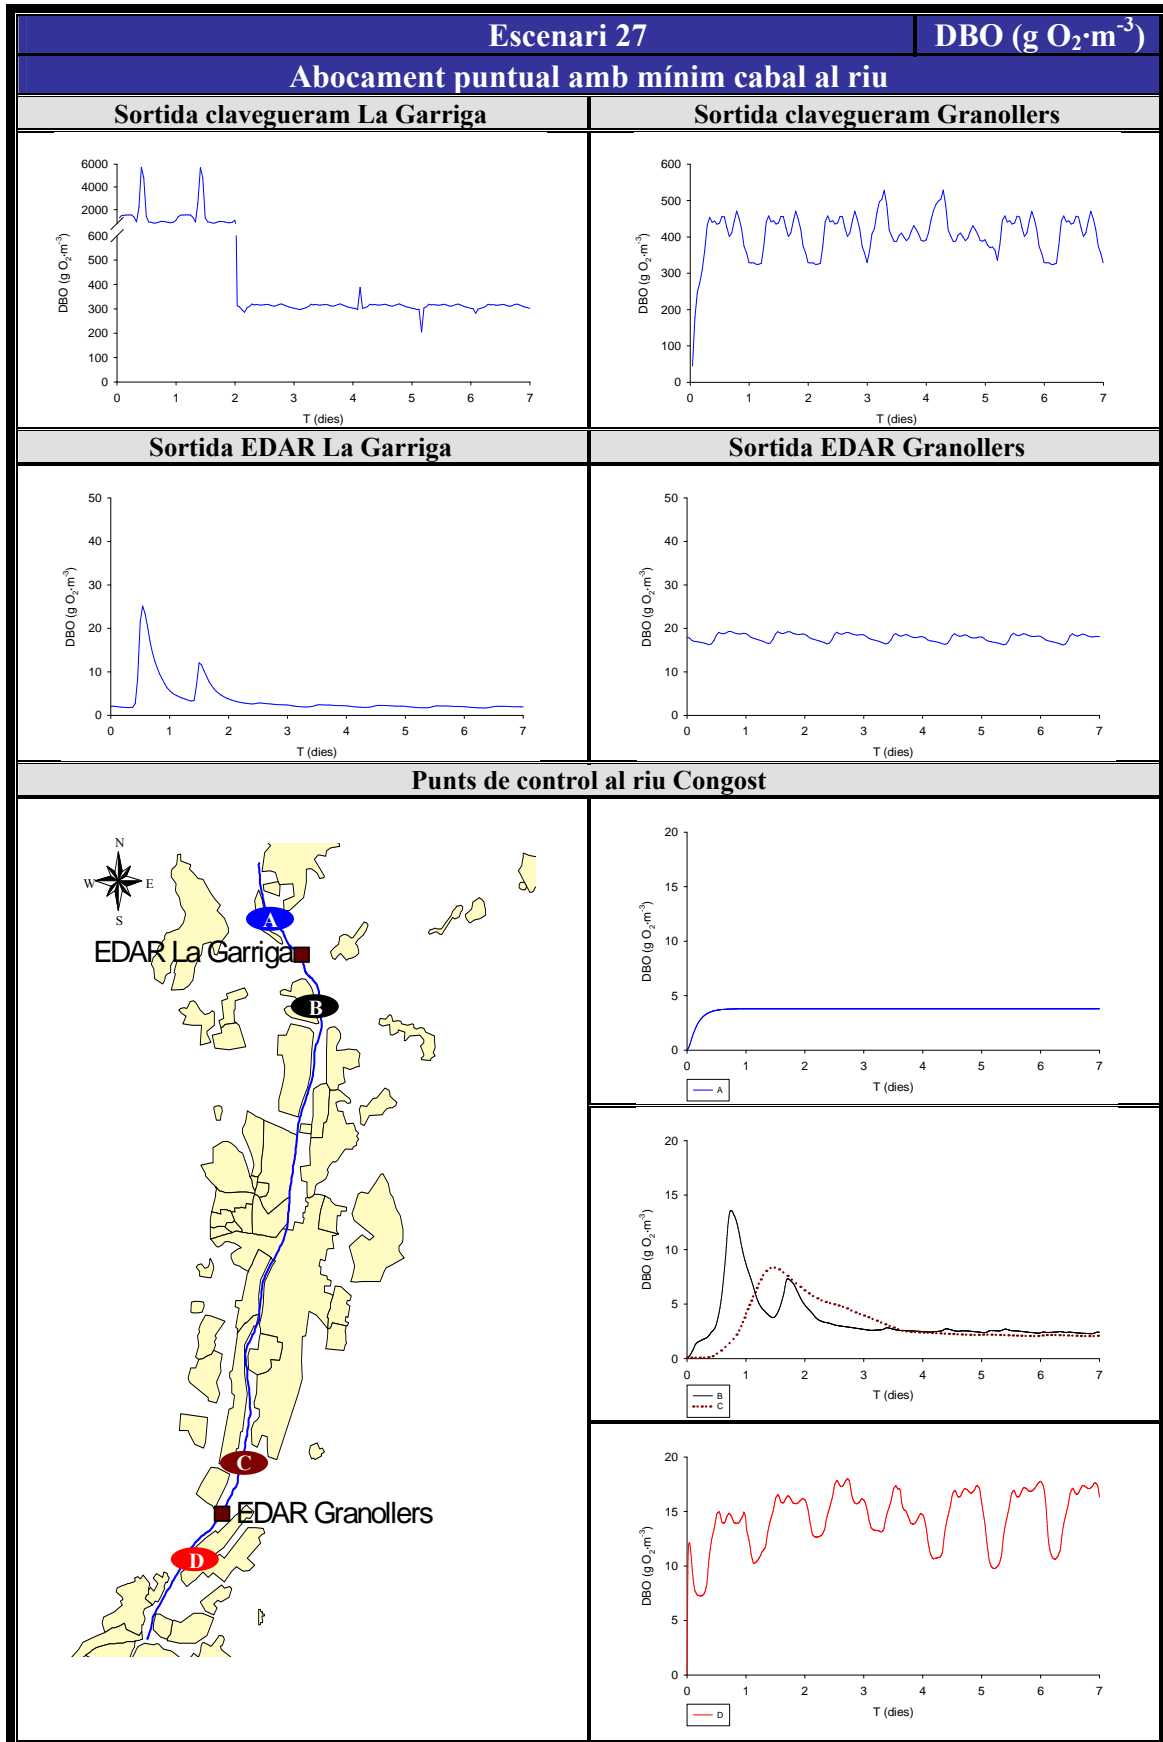 Escenari 27
DBO (g O₂·m⁻³)
Abocament puntual amb mínim cabal al riu
Sortida clavegueram La Garriga
Sortida clavegueram Granollers
6000
4000
2000
600
500
400
300
200
100
0
DBO (g O₂·m⁻³)
0 1 2 3 4 5 6 7
T (dies)
600
500
400
300
200
100
0
DBO (g O₂·m⁻³)
0 1 2 3 4 5 6 7
T (dies)
Sortida EDAR La Garriga
Sortida EDAR Granollers
50
40
30
20
10
0
DBO (g O₂·m⁻³)
0 1 2 3 4 5 6 7
T (dies)
50
40
30
20
10
0
DBO (g O₂·m⁻³)
0 1 2 3 4 5 6 7
T (dies)
Punts de control al riu Congost
N
W E
S
A
EDAR La Garriga
B
C
EDAR Granollers
D
20
15
10
5
0
DBO (g O₂·m⁻³)
0 1 2 3 4 5 6 7
T (dies)
A
20
15
10
5
0
DBO (g O₂·m⁻³)
0 1 2 3 4 5 6 7
T (dies)
B
C
20
15
10
5
0
DBO (g O₂·m⁻³)
0 1 2 3 4 5 6 7
T (dies)
D